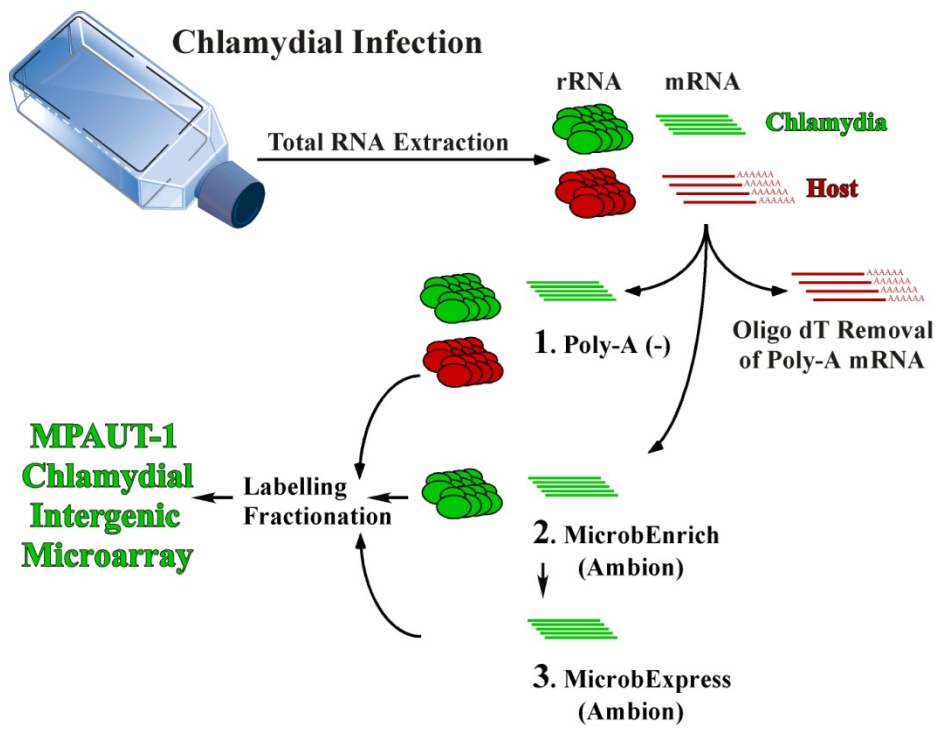 Chlamydial Infection
rRNA
mRNA
Chlamydia
Total RNA Extraction
AAAAAA
AAAAAA
AAAAAA
AAAAAA
Host
AAAAAA
AAAAAA
AAAAAA
AAAAAA
1. Poly-A (-)
Oligo dT Removal
of Poly-A mRNA
MPAUT-1
Chlamydial
Intergenic
Microarray
Labelling
Fractionation
2. MicrobEnrich
(Ambion)
3. MicrobExpress
(Ambion)